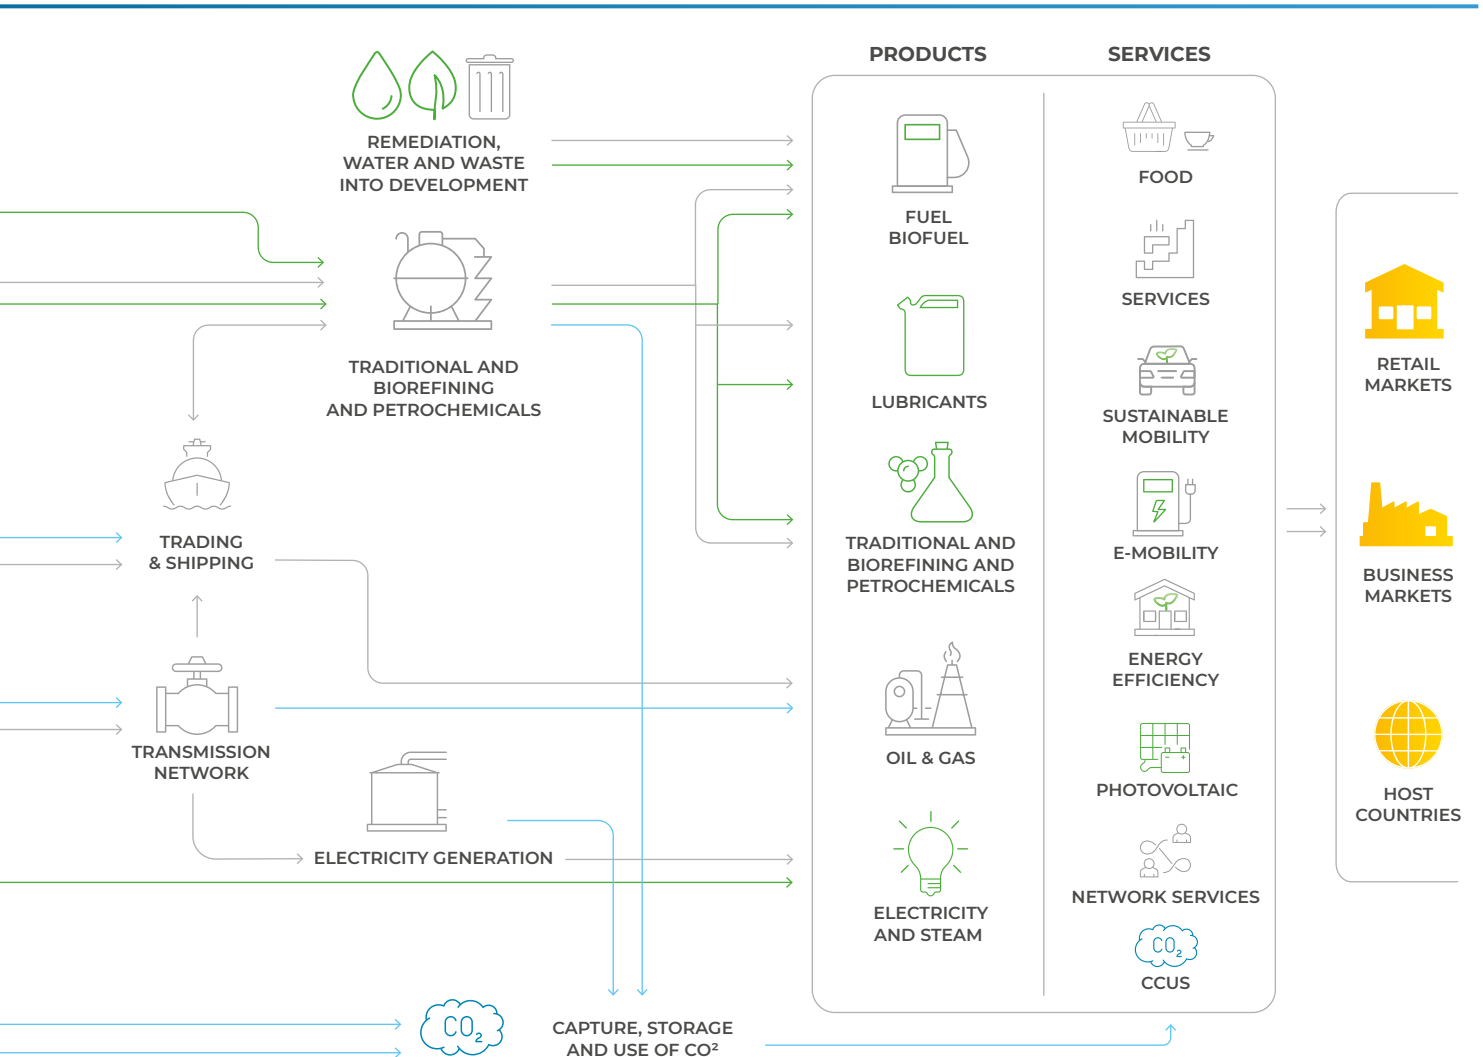 PRODUCTS
SERVICES
REMEDIATION,
WATER AND WASTE
INTO DEVELOPMENT
TRADITIONAL AND
BIOREFINING
AND PETROCHEMICALS
TRADING
& SHIPPING
TRANSMISSION
NETWORK
ELECTRICITY GENERATION
CO2
CAPTURE, STORAGE
AND USE OF CO²
FUEL
BIOFUEL
LUBRICANTS
TRADITIONAL AND
BIOREFINING AND
PETROCHEMICALS
OIL & GAS
ELECTRICITY
AND STEAM
FOOD
SERVICES
SUSTAINABLE
MOBILITY
E-MOBILITY
ENERGY
EFFICIENCY
PHOTOVOLTAIC
NETWORK SERVICES
CO2
CCUS
RETAIL
MARKETS
BUSINESS
MARKETS
HOST
COUNTRIES